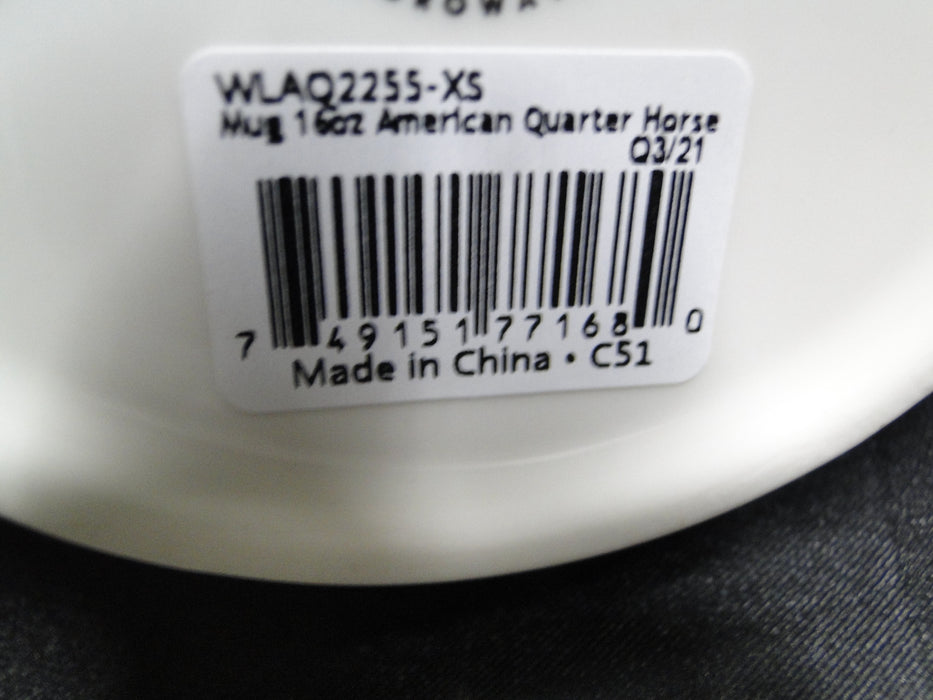 WLAQ2255-XS
Mug 16oz American Quarter Horse
Q3/21
7 49151 77168 0
Made in China • C51